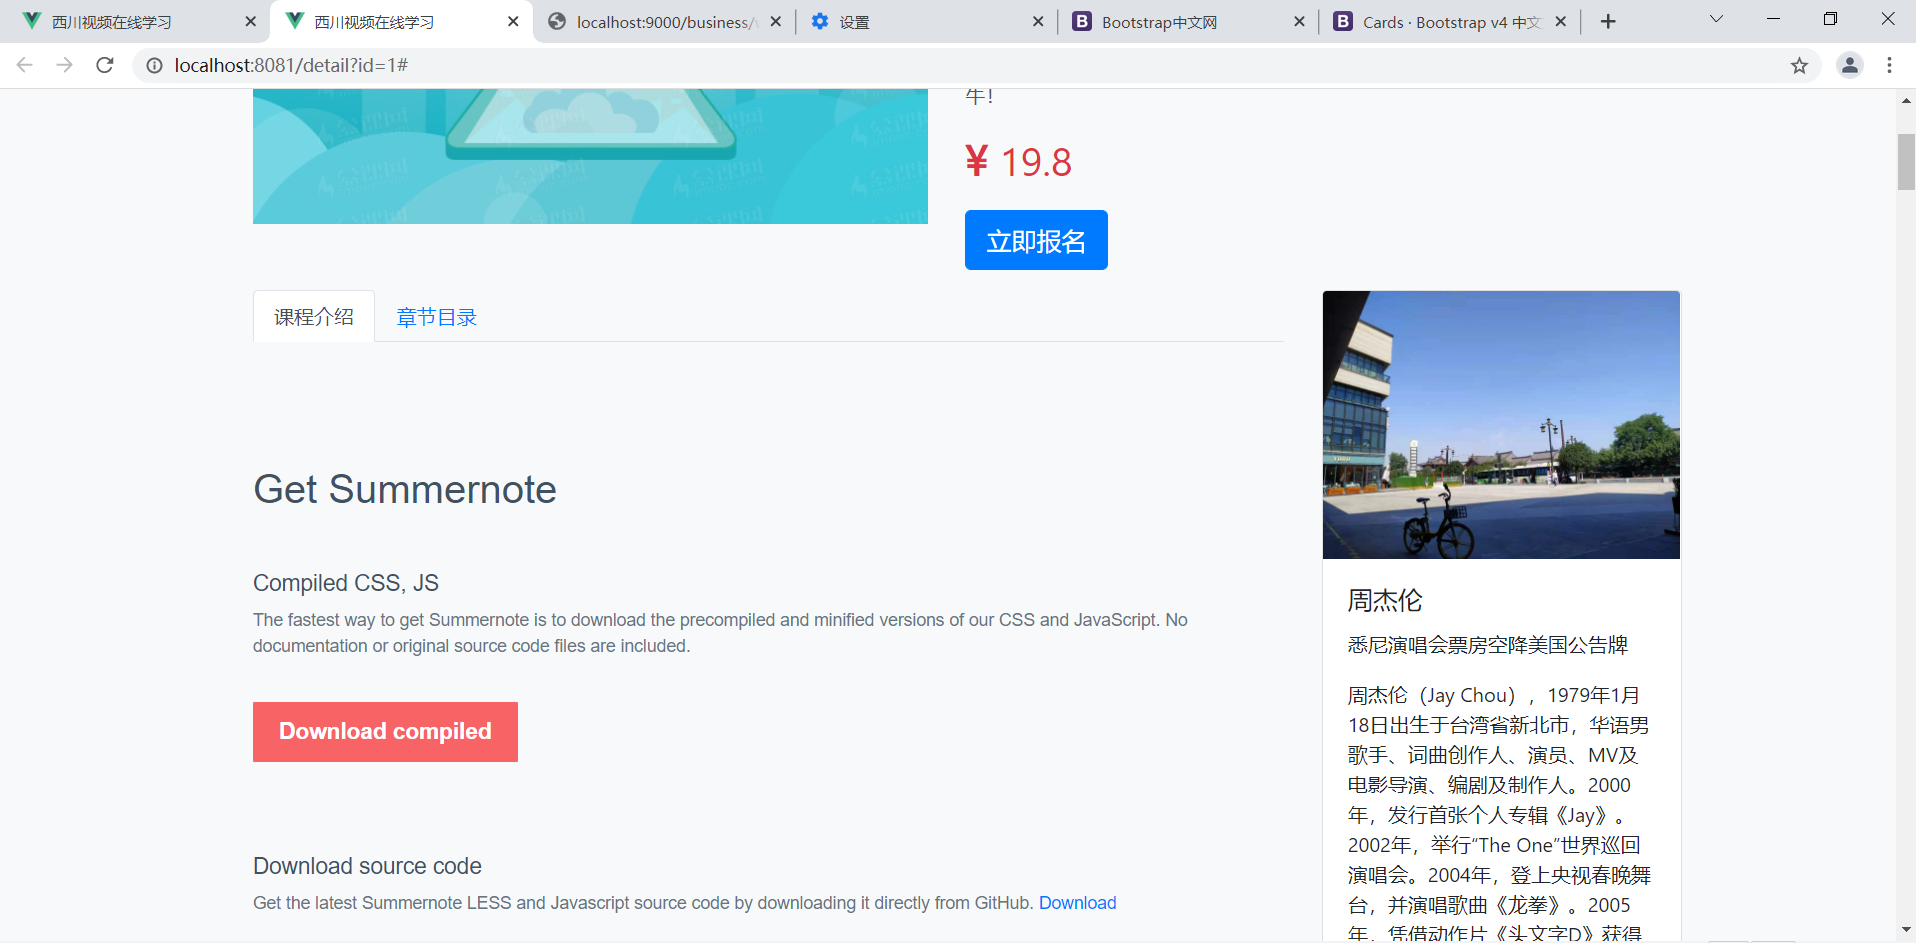 西川视频在线学习
西川视频在线学习
localhost:9000/business/
设置
Bootstrap中文网
Cards · Bootstrap v4 中文
localhost:8081/detail?id=1#
¥ 19.8
立即报名
课程介绍
章节目录
Get Summernote
Compiled CSS, JS
The fastest way to get Summernote is to download the precompiled and minified versions of our CSS and JavaScript. No
documentation or original source code files are included.
Download compiled
Download source code
Get the latest Summernote LESS and Javascript source code by downloading it directly from GitHub. Download
周杰伦
悉尼演唱会票房空降美国公告牌
周杰伦（Jay Chou），1979年1月
18日出生于台湾省新北市，华语男
歌手、词曲创作人、演员、MV及
电影导演、编剧及制作人。2000
年，发行首张个人专辑《Jay》。
2002年，举行“The One”世界巡回
演唱会。2004年，登上央视春晚舞
台，并演唱歌曲《龙拳》。2005
年，凭借动作片《头文字D》获得